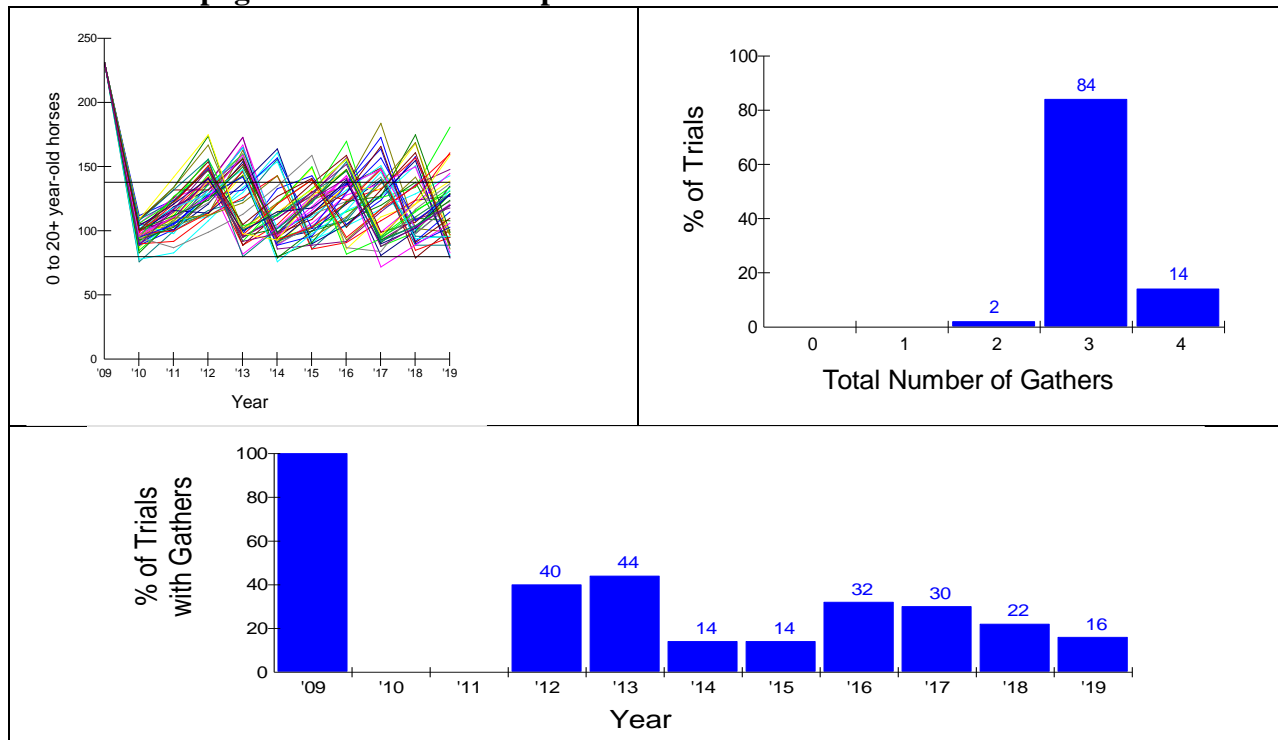 250
200
150
100
50
0
0 to 20+ year-old horses
'09 '10 '11 '12 '13 '14 '15 '16 '17 '18 '19
Year
100
80
60
40
20
0
% of Trials
2 84 14
0 1 2 3 4
Total Number of Gathers
100
80
60
40
20
0
% of Trials
with Gathers
40 44 14 14 32 30 22 16
'09 '10 '11 '12 '13 '14 '15 '16 '17 '18 '19
Year